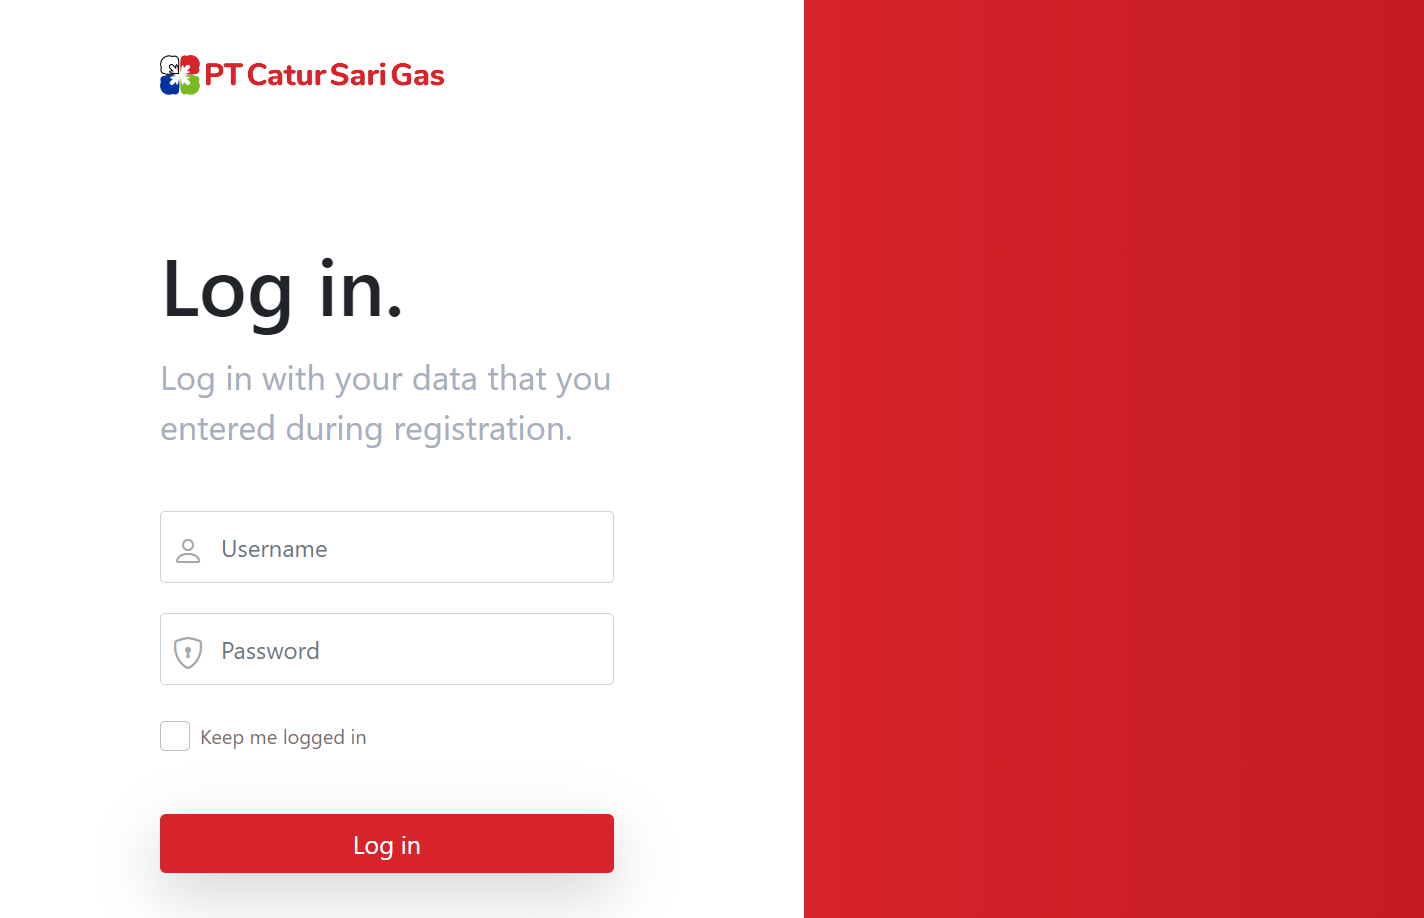 PT Catur Sari Gas
Log in.
Log in with your data that you
entered during registration.
Username
Password
Keep me logged in
Log in